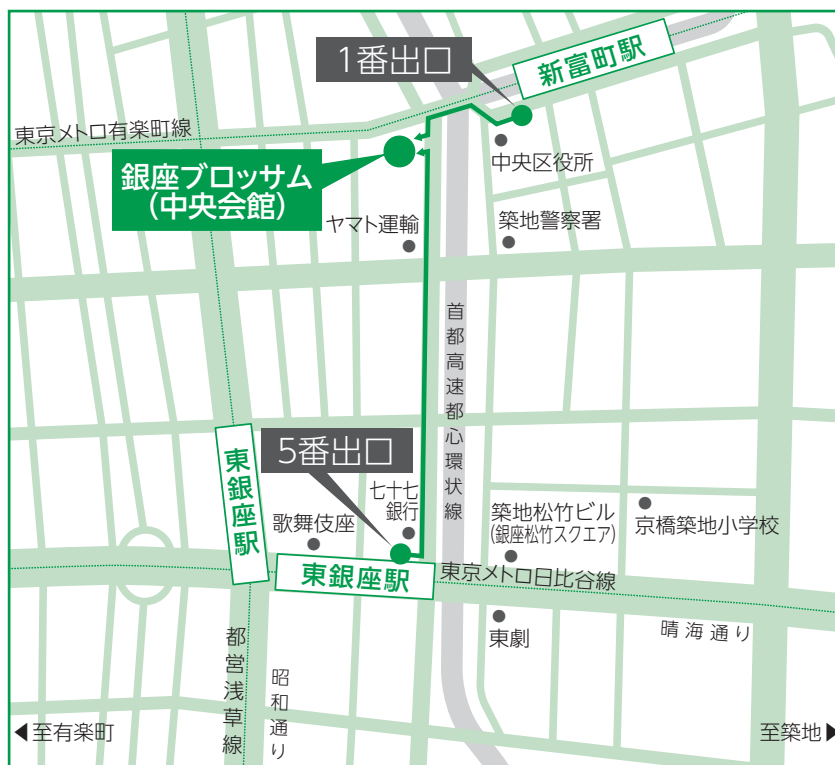 1番出口
新富町駅
東京メトロ有楽町線
中央区役所
銀座ブロッサム
(中央会館)
ヤマト運輸
築地警察署
首都高速都心環状線
5番出口
東銀座駅
七十七
銀行
歌舞伎座
築地松竹ビル
(銀座松竹スクエア)
京橋築地小学校
東銀座駅
東京メトロ日比谷線
東劇
晴海通り
都営浅草線
昭和通り
◀至有楽町
至築地▶